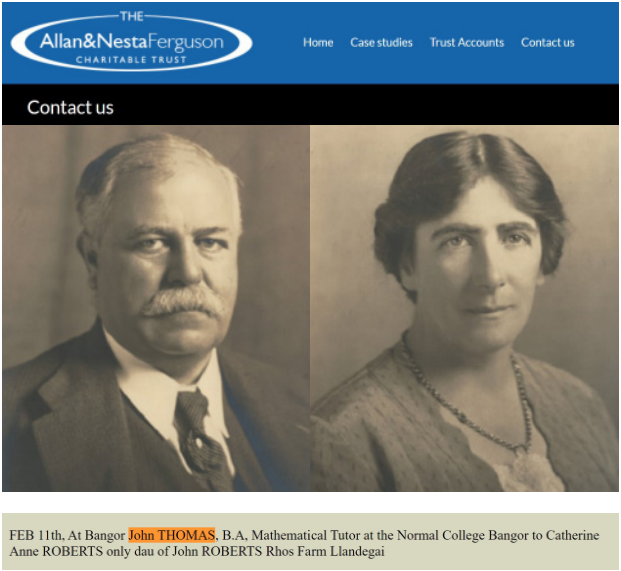 THE
Allan&NestaFerguson
CHARITABLE TRUST
Home Case studies Trust Accounts Contact us
Contact us
FEB 11th, At Bangor John THOMAS, B.A, Mathematical Tutor at the Normal College Bangor to Catherine
Anne ROBERTS only dau of John ROBERTS Rhos Farm Llandegai